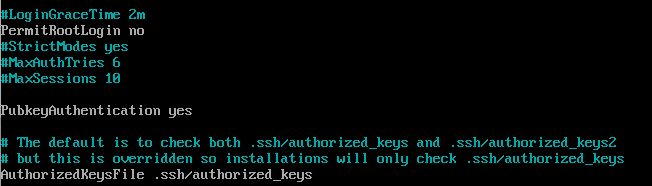 #LoginGraceTime 2m
PermitRootLogin no
#StrictModes yes
#MaxAuthTries 6
#MaxSessions 10
PubkeyAuthentication yes
# The default is to check both .ssh/authorized_keys and .ssh/authorized_keys2
# but this is overridden so installations will only check .ssh/authorized_keys
AuthorizedKeysFile .ssh/authorized_keys